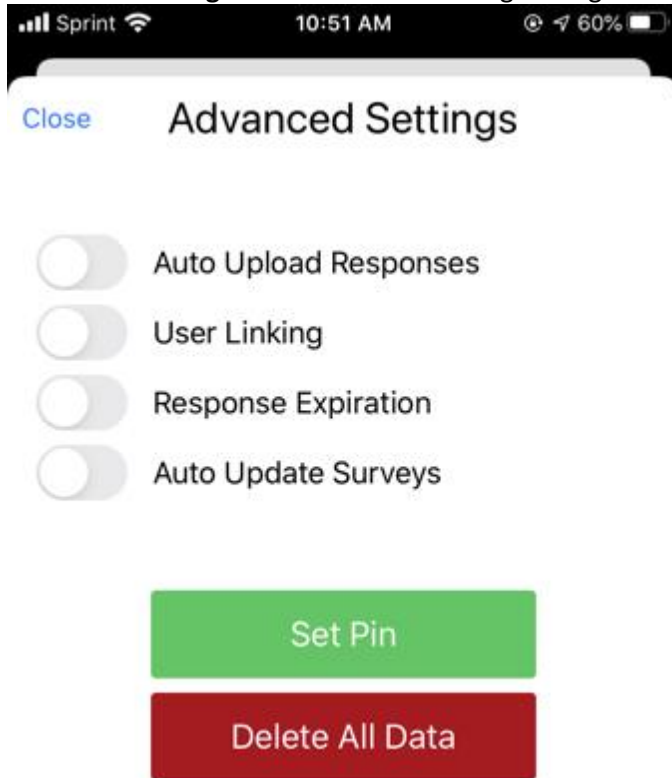 Sprint 10:51 AM 60%
Close Advanced Settings
Auto Upload Responses
User Linking
Response Expiration
Auto Update Surveys
Set Pin
Delete All Data